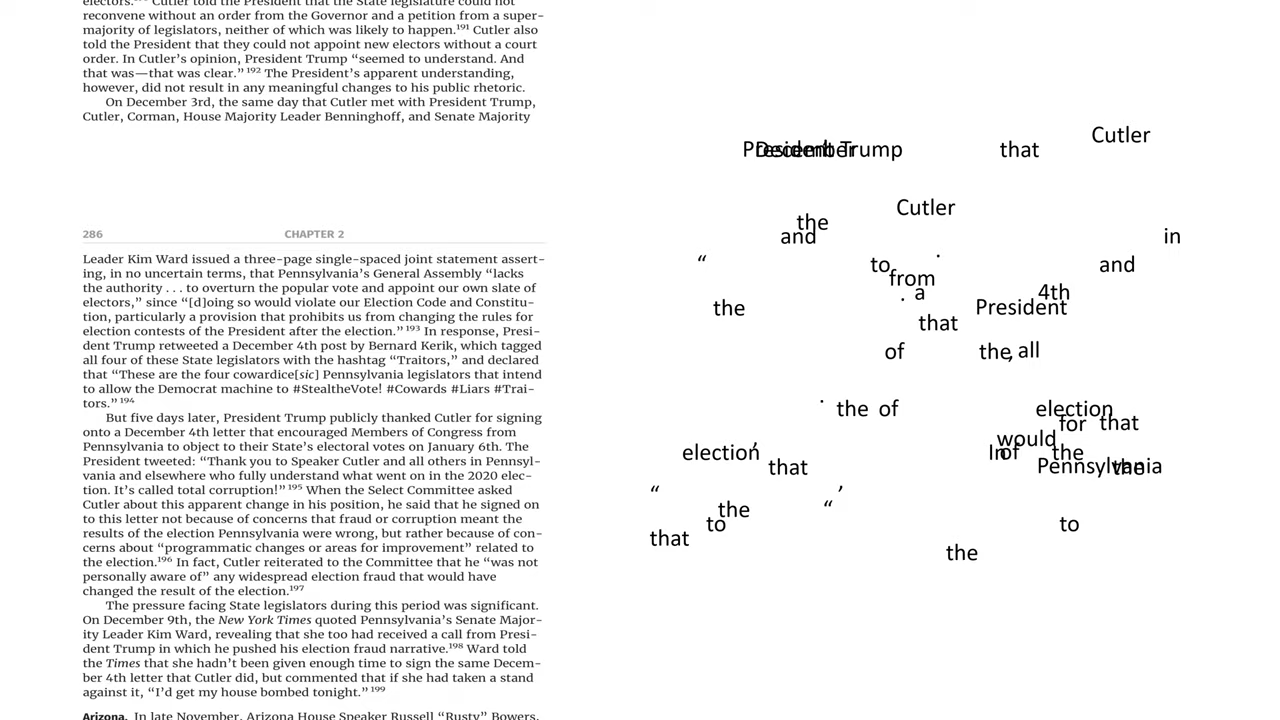 electors.¹⁹⁰ Cutler told the President that the State legislature could not
reconvene without an order from the Governor and a petition from a super-
majority of legislators, neither of which was likely to happen.¹⁹¹ Cutler also
told the President that they could not appoint new electors without a court
order. In Cutler’s opinion, President Trump “seemed to understand. And
that was—that was clear.” ¹⁹² The President’s apparent understanding,
however, did not result in any meaningful changes to his public rhetoric.
On December 3rd, the same day that Cutler met with President Trump,
Cutler, Corman, House Majority Leader Benninghoff, and Senate Majority
286 CHAPTER 2
Leader Kim Ward issued a three-page single-spaced joint statement assert-
ing, in no uncertain terms, that Pennsylvania’s General Assembly “lacks
the authority . . . to overturn the popular vote and appoint our own slate of
electors,” since “[d]oing so would violate our Election Code and Constitu-
tion, particularly a provision that prohibits us from changing the rules for
election contests of the President after the election.” ¹⁹³ In response, Presi-
dent Trump retweeted a December 4th post by Bernard Kerik, which tagged
all four of these State legislators with the hashtag “Traitors,” and declared
that “These are the four cowardice[sic] Pennsylvania legislators that intend
to allow the Democrat machine to #StealtheVote! #Cowards #Liars #Trai-
tors.” ¹⁹⁴
But five days later, President Trump publicly thanked Cutler for signing
onto a December 4th letter that encouraged Members of Congress from
Pennsylvania to object to their State’s electoral votes on January 6th. The
President tweeted: “Thank you to Speaker Cutler and all others in Pennsyl-
vania and elsewhere who fully understand what went on in the 2020 elec-
tion. It’s called total corruption!” ¹⁹⁵ When the Select Committee asked
Cutler about this apparent change in his position, he said that he signed on
to this letter not because of concerns that fraud or corruption meant the
results of the election Pennsylvania were wrong, but rather because of con-
cerns about “programmatic changes or areas for improvement” related to
the election.¹⁹⁶ In fact, Cutler reiterated to the Committee that he “was not
personally aware of” any widespread election fraud that would have
changed the result of the election.¹⁹⁷
The pressure facing State legislators during this period was significant.
On December 9th, the New York Times quoted Pennsylvania’s Senate Major-
ity Leader Kim Ward, revealing that she too had received a call from Presi-
dent Trump in which he pushed his election fraud narrative.¹⁹⁸ Ward told
the Times that she hadn’t been given enough time to sign the same Decem-
ber 4th letter that Cutler did, but commented that if she had taken a stand
against it, “I’d get my house bombed tonight.” ¹⁹⁹
Arizona. In late November, Arizona House Speaker Russell “Rusty” Bowers,
Cutler
President Trump December that
Cutler
the
and in
“ to . and
from
. a 4th
the President
that
of the, all
. the of election
for that
would
election, In of the
that Pennsylvania the
“ ,
the “
to to
that
the